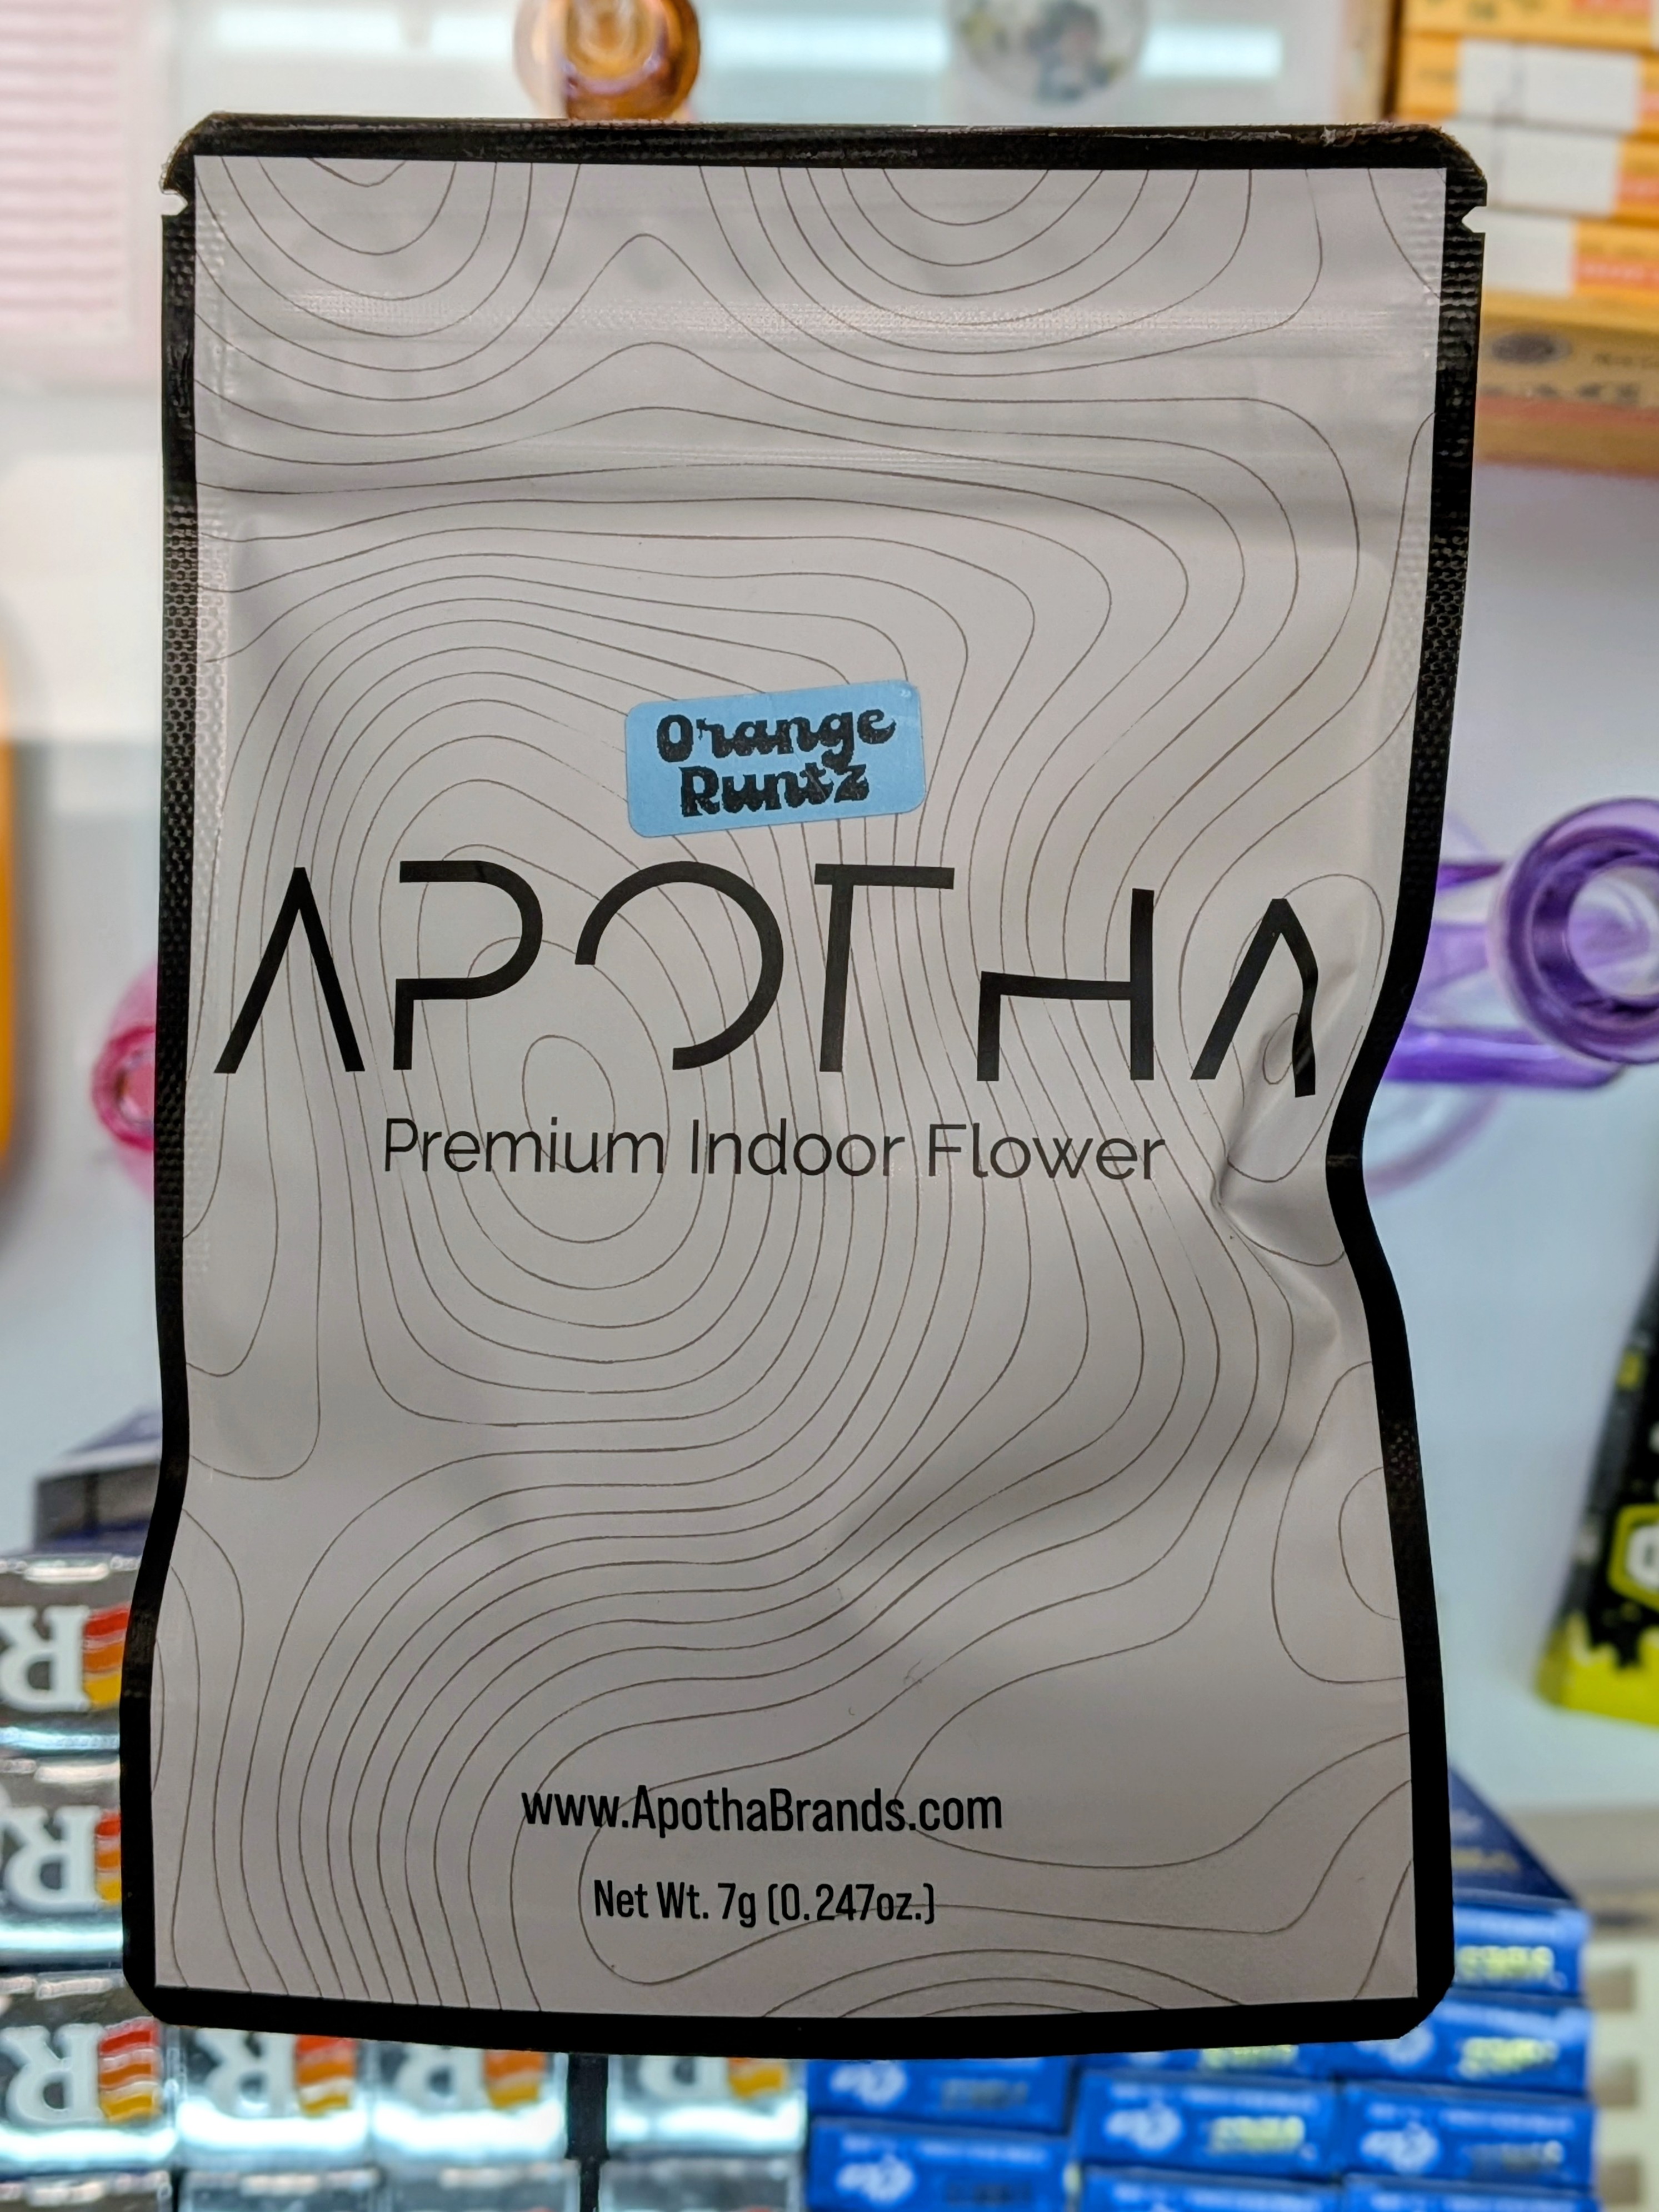 Orange
Runtz
APOTHA
Premium Indoor Flower
www.ApothaBrands.com
Net Wt. 7g (0.247oz.)
R
R
R
R
R
R